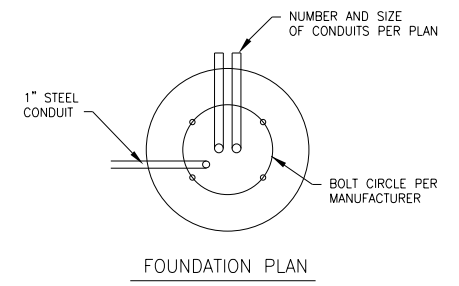 NUMBER AND SIZE
OF CONDUITS PER PLAN
1" STEEL
CONDUIT
BOLT CIRCLE PER
MANUFACTURER
FOUNDATION PLAN